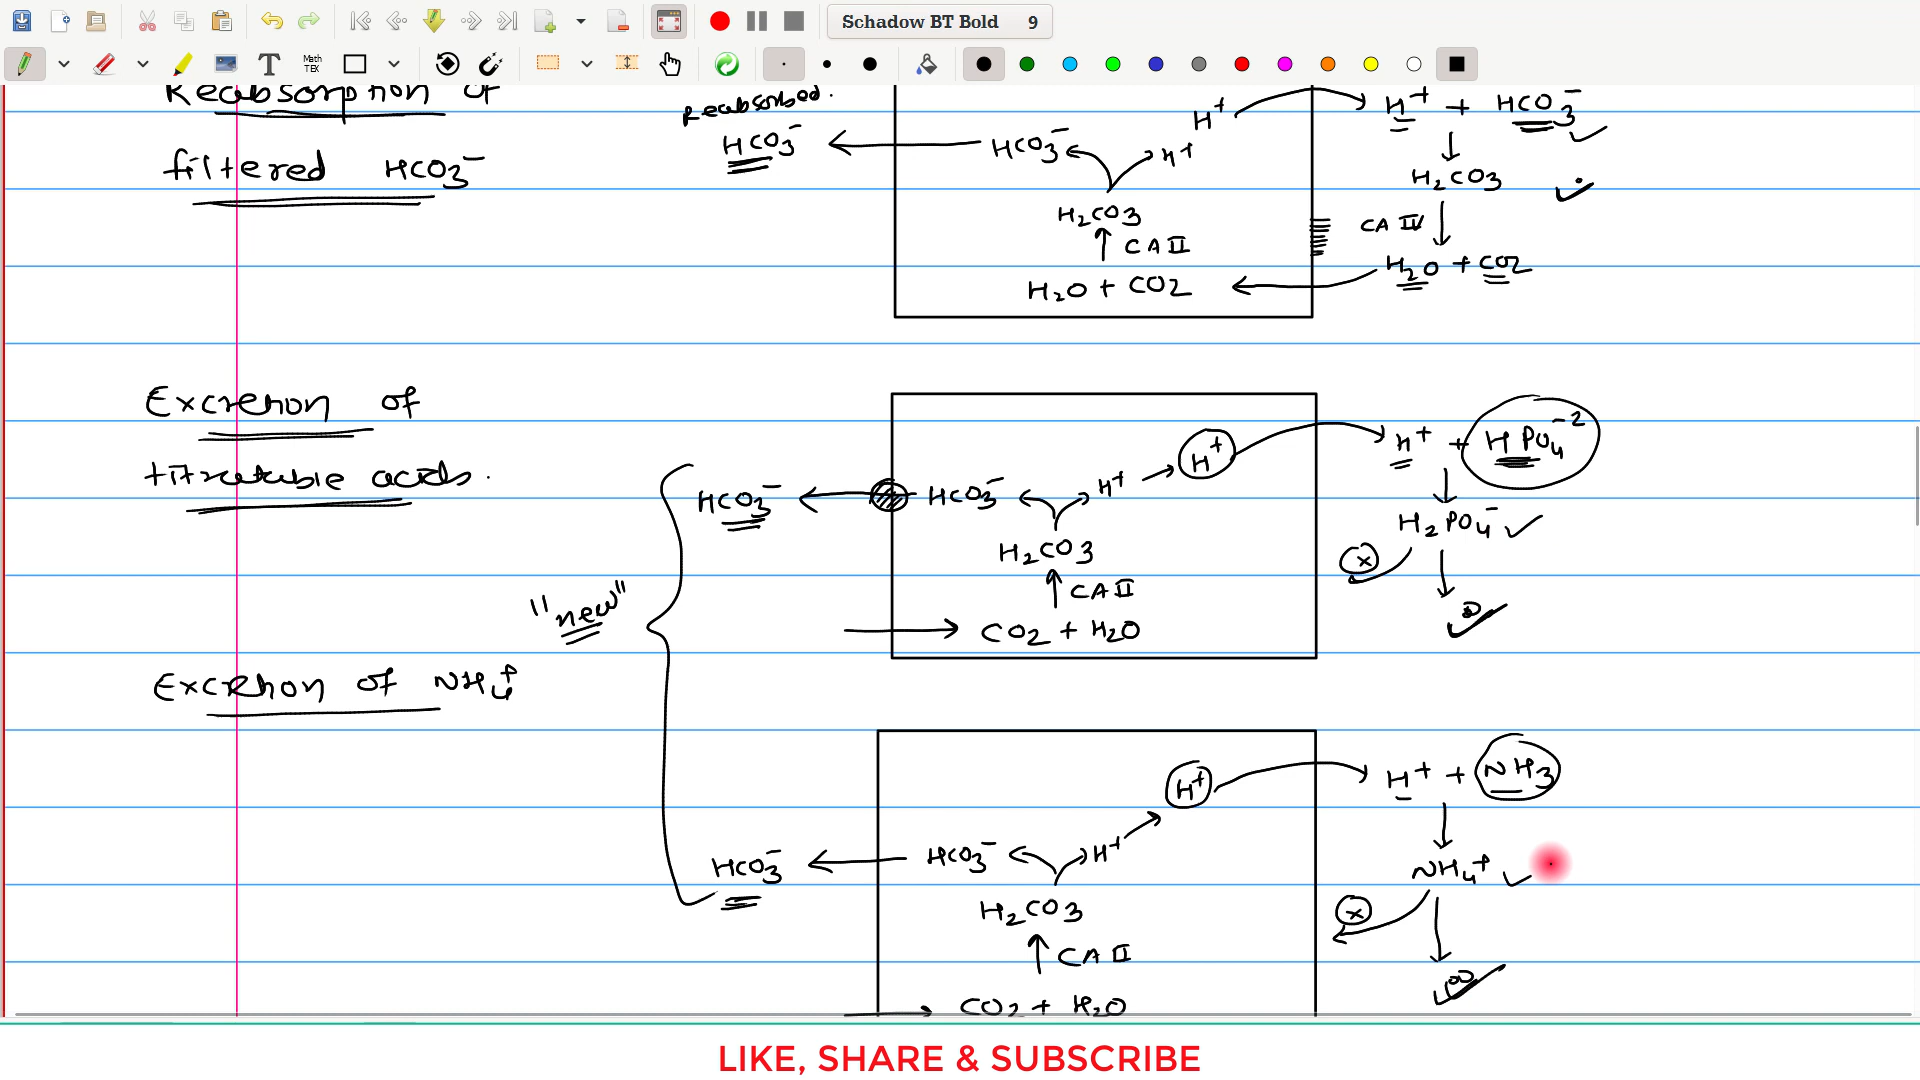 Schadow BT Bold 9
Math
TEX
Reabsorption of
filtered HCO3-
Reabsorbed.
HCO3- HCO3- H+ H+ H+ + HCO3-
H2CO3
H2CO3
CA IV
CA II
H2O + CO2
H2O + CO2
Excretion of
titratable acids.
HCO3- HCO3- H+ H+ H+ + HPO4-2
H2PO4-
x
H2CO3
CA II
CO2 + H2O
"new"
Excretion of NH4+
H+ H+ + NH3
HCO3- HCO3- H+
NH4+
x
H2CO3
CA II
CO2 + H2O
LIKE, SHARE & SUBSCRIBE